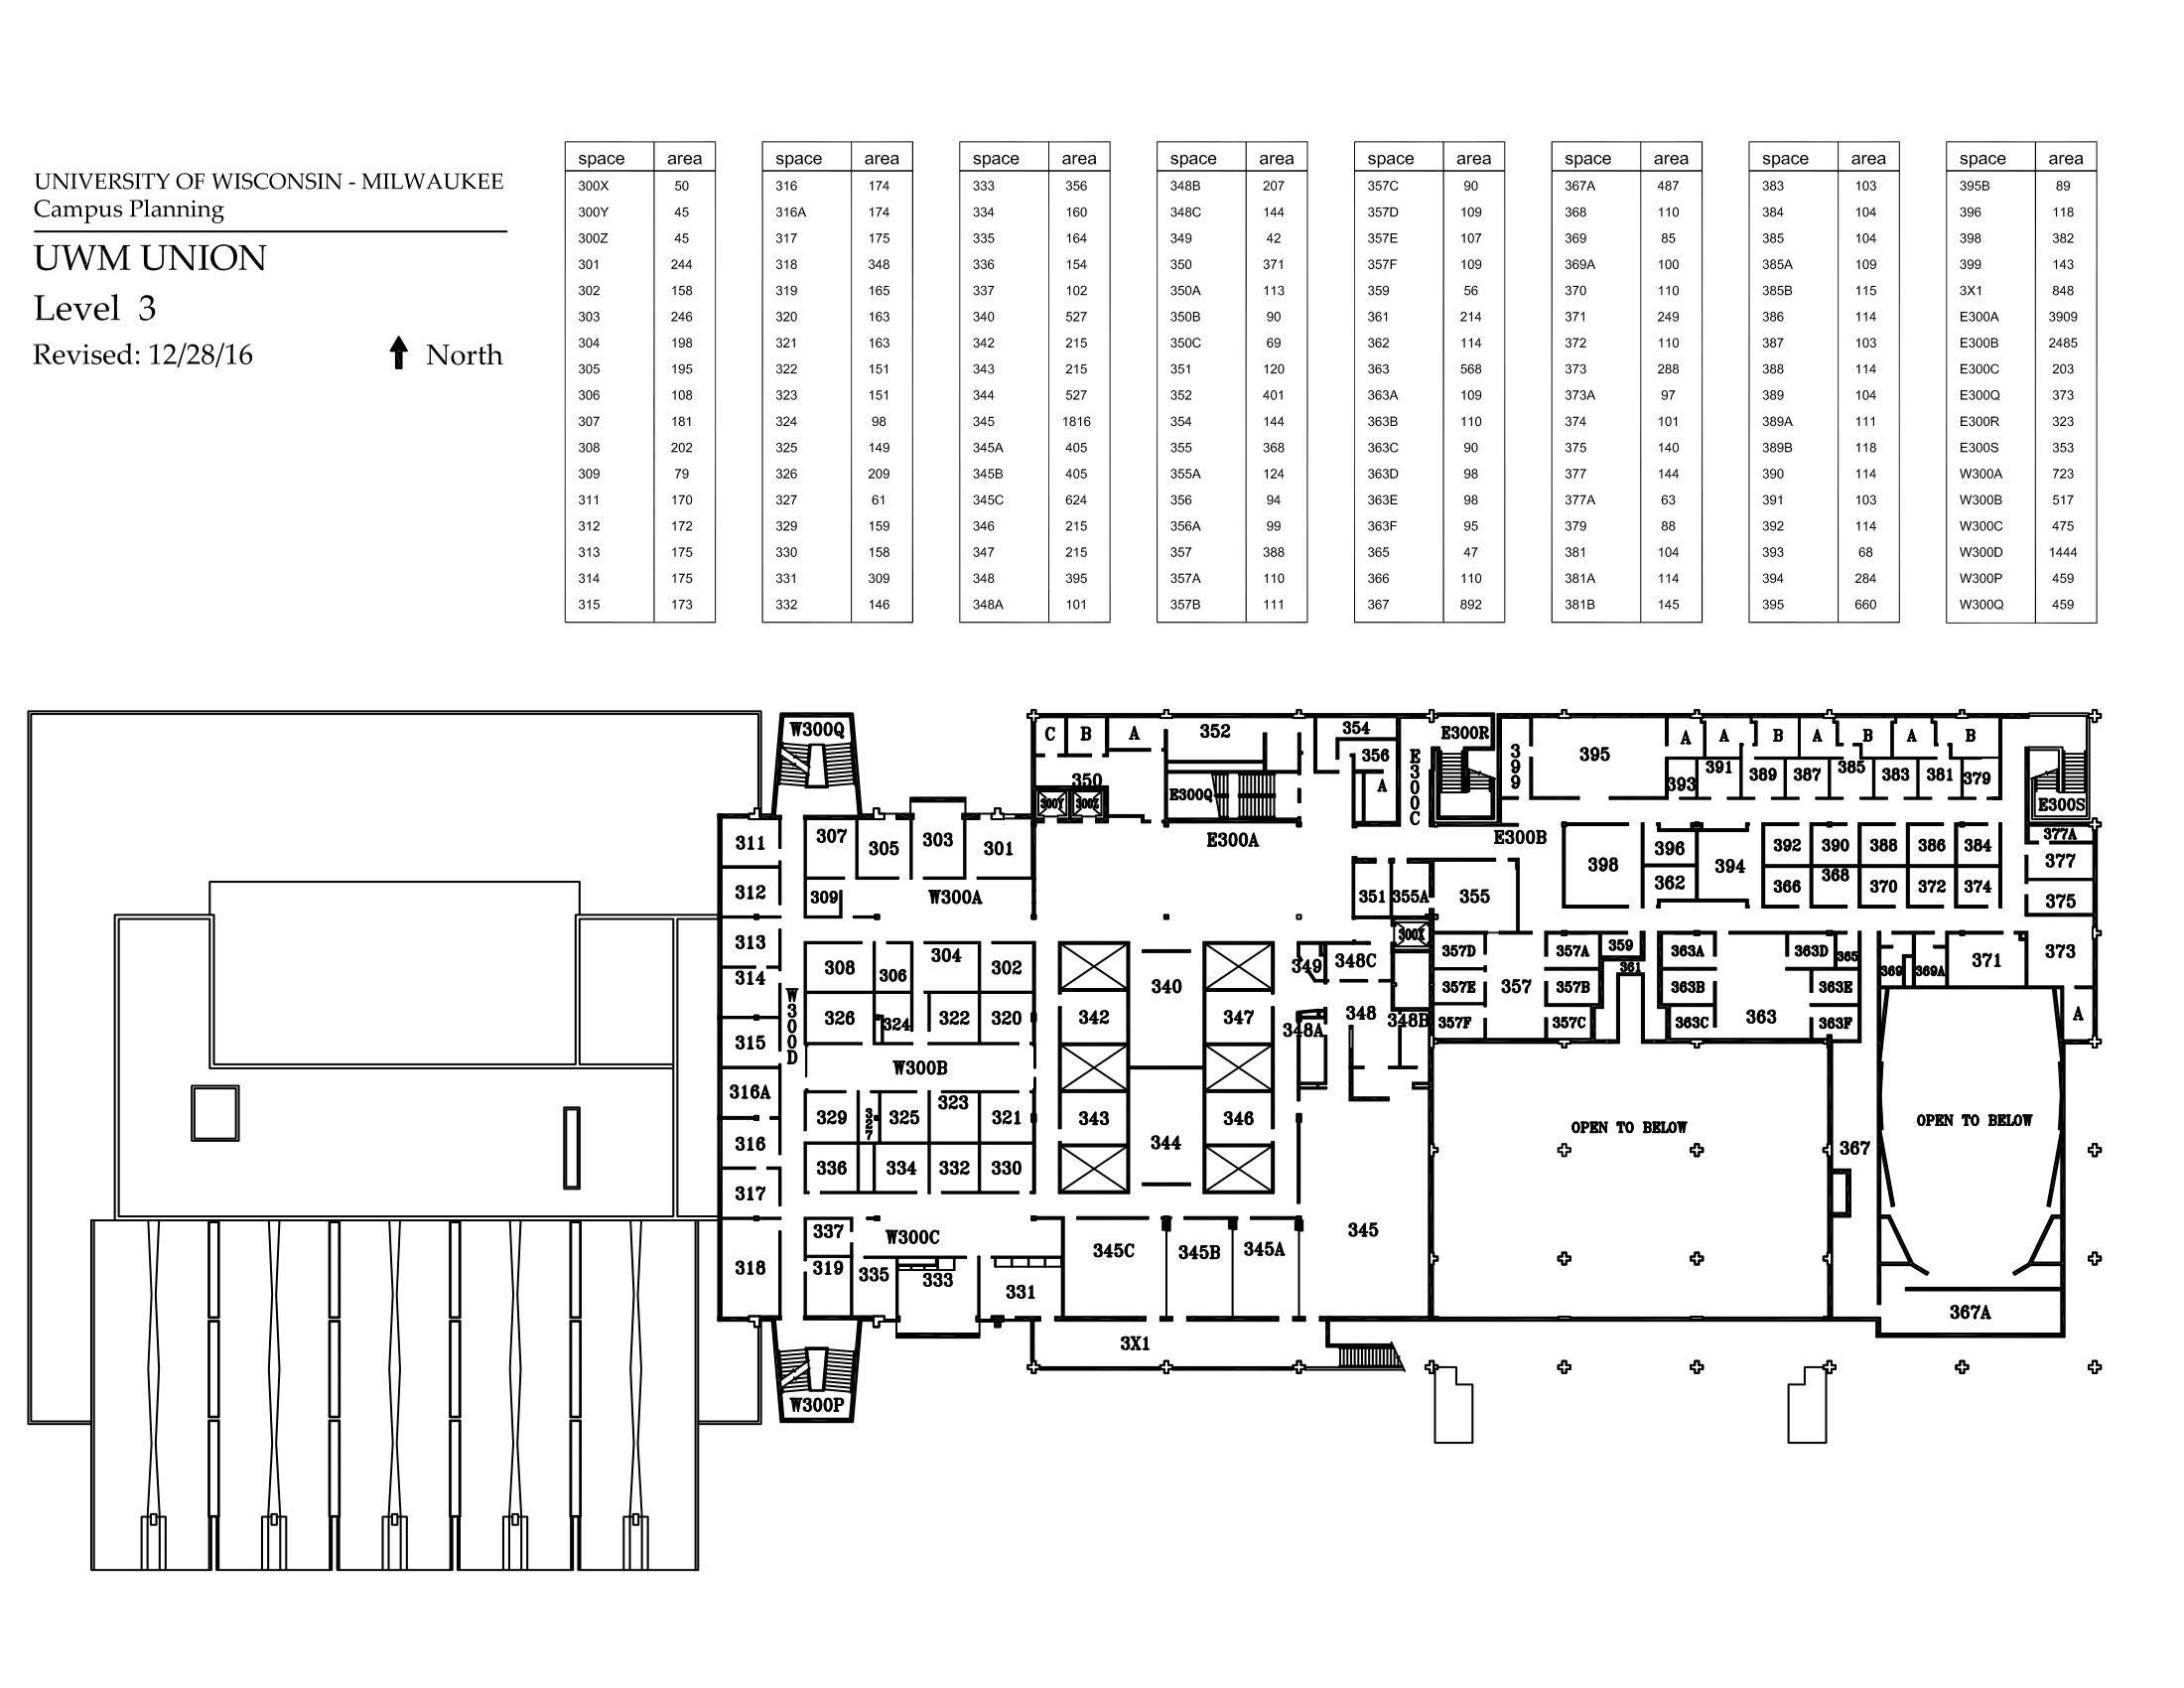 UNIVERSITY OF WISCONSIN - MILWAUKEE
Campus Planning
UWM UNION
Level 3
Revised: 12/28/16
North
space area space area space area space area space area space area space area space area
300X 50 316 174 333 356 348B 207 357C 90 367A 487 383 103 395B 89
300Y 45 316A 174 334 160 348C 144 357D 109 368 110 384 104 396 118
300Z 45 317 175 335 164 349 42 357E 107 369 85 385 104 398 382
301 244 318 348 336 154 350 371 357F 109 369A 100 385A 109 399 143
302 158 319 165 337 102 350A 113 359 56 370 110 385B 115 3X1 848
303 246 320 163 340 527 350B 90 361 214 371 249 386 114 E300A 3909
304 198 321 163 342 215 350C 69 362 114 372 110 387 103 E300B 2485
305 195 322 151 343 215 351 120 363 568 373 288 388 114 E300C 203
306 108 323 151 344 527 352 401 363A 109 373A 97 389 104 E300Q 373
307 181 324 98 345 1816 354 144 363B 110 374 101 389A 111 E300R 323
308 202 325 149 345A 405 355 368 363C 90 375 140 389B 118 E300S 353
309 79 326 209 345B 405 355A 124 363D 98 377 144 390 114 W300A 723
311 170 327 61 345C 624 356 94 363E 98 377A 63 391 103 W300B 517
312 172 329 159 346 215 356A 99 363F 95 379 88 392 114 W300C 475
313 175 330 158 347 215 357 388 365 47 381 104 393 68 W300D 1444
314 175 331 309 348 395 357A 110 366 110 381A 114 394 284 W300P 459
315 173 332 146 348A 101 357B 111 367 892 381B 145 395 660 W300Q 459
W300Q C B A 352 354 E300R 399 395 A A B A B A B
350 356 E300C 393 391 389 387 385 383 381 379
300Y 300Z E300Q A E300S
311 307 305 303 301 E300A E300B 398 396 394 392 390 388 386 384 377A
377
312 309 W300A 351 355A 355 362 366 368 370 372 374 375
300X
313 308 306 304 302 340 349 348C 357D 357A 359 363A 363D 365 369 369A 371 373
361
314 W300D 357E 357 357B 363B 363E
326 324 322 320 342 347 348A 348 348B 357F 357C 363C 363 363F A
315 W300B
316A 329 327 325 323 321 343 346 OPEN TO BELOW OPEN TO BELOW
316 336 334 332 330 344 367
317
337 W300C 345C 345B 345A 345
318 319 335 333 331 367A
3X1
W300P